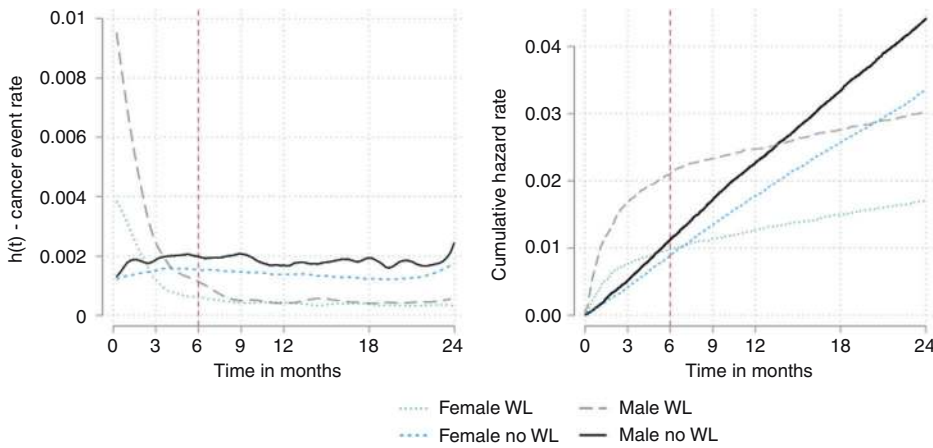 h(t) - cancer event rate
0.01
0.008
0.006
0.004
0.002
0
0 3 6 9 12 18 24
Time in months
Cumulative hazard rate
0.04
0.03
0.02
0.01
0.00
0 3 6 9 12 18 24
Time in months
Female WL Male WL
Female no WL Male no WL